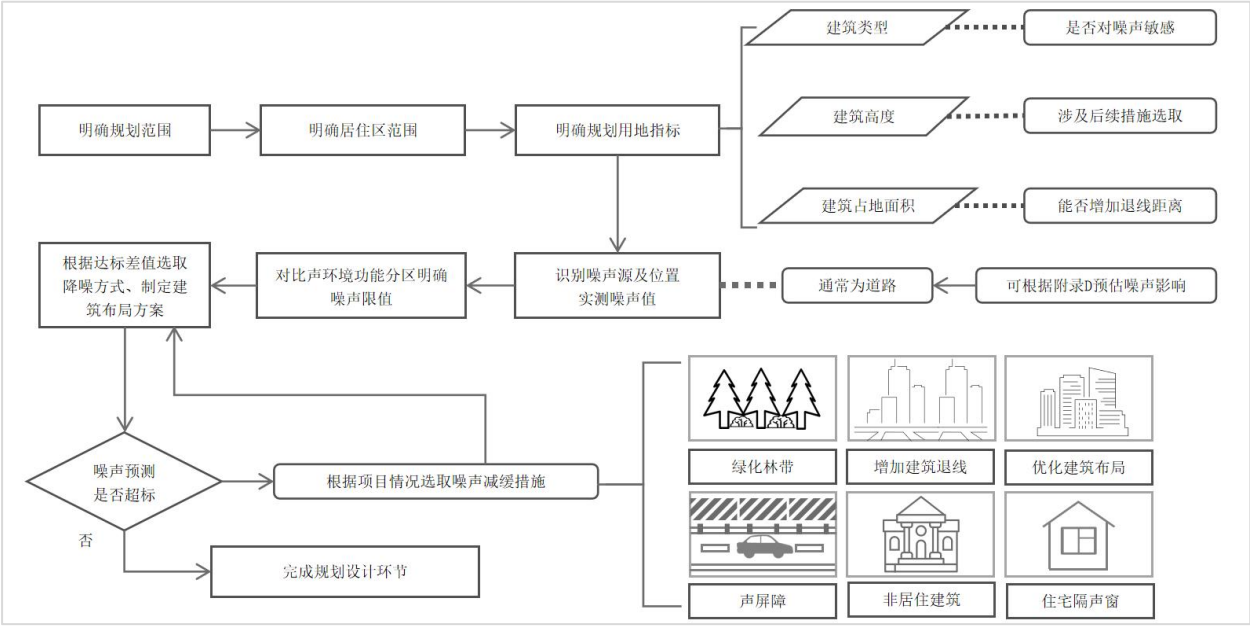 建筑类型
是否对噪声敏感
明确规划范围
明确居住区范围
明确规划用地指标
建筑高度
涉及后续措施选取
建筑占地面积
能否增加退线距离
根据达标差值选取
降噪方式、制定建
筑布局方案
对比声环境功能分区明确
噪声限值
识别噪声源及位置
实测噪声值
通常为道路
可根据附录D预估噪声影响
噪声预测
是否超标
根据项目情况选取噪声减缓措施
绿化林带
增加建筑退线
优化建筑布局
否
完成规划设计环节
声屏障
非居住建筑
住宅隔声窗